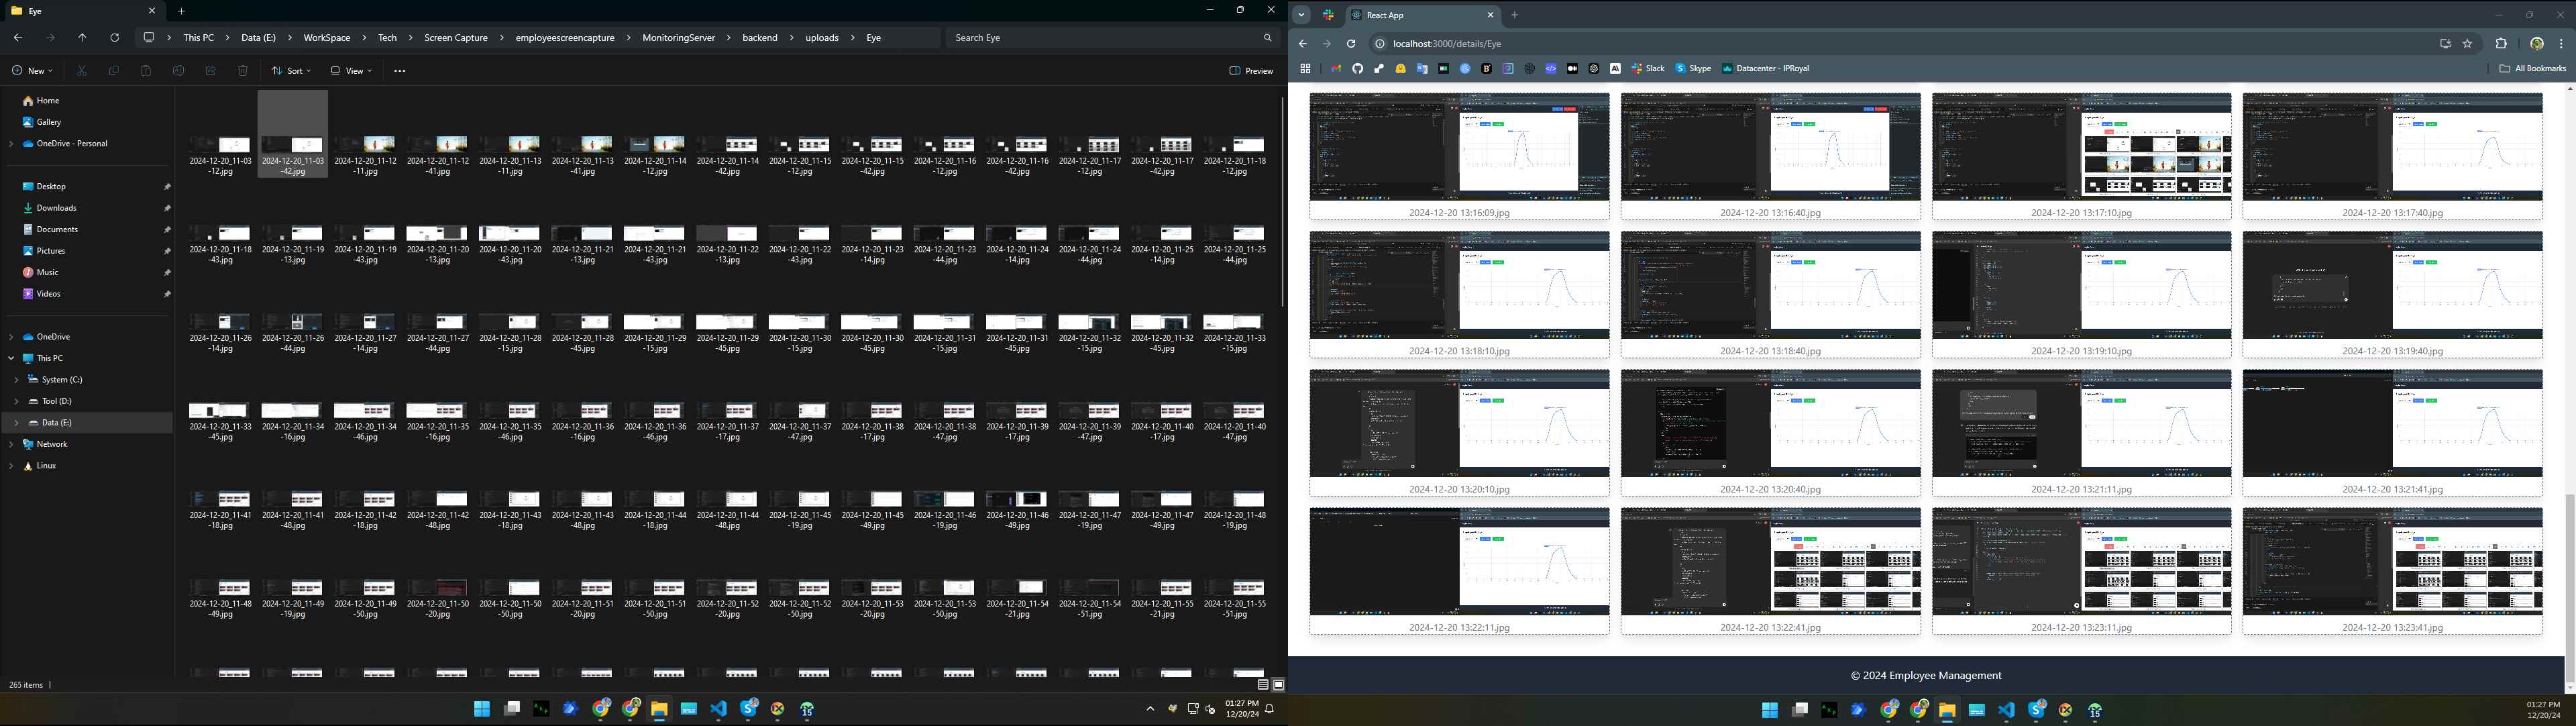 Eye
This PC
Data (E:)
WorkSpace
Tech
Screen Capture
employeescreencapture
MonitoringServer
backend
uploads
Eye
Search Eye
New
Sort
View
Preview
Home
Gallery
OneDrive - Personal
Desktop
Downloads
Documents
Pictures
Music
Videos
OneDrive
This PC
System (C:)
Tool (D:)
Data (E:)
Network
Linux
2024-12-20_11-03 2024-12-20_11-03 2024-12-20_11-12 2024-12-20_11-12 2024-12-20_11-13 2024-12-20_11-13 2024-12-20_11-14 2024-12-20_11-14 2024-12-20_11-15 2024-12-20_11-15 2024-12-20_11-16 2024-12-20_11-16 2024-12-20_11-17 2024-12-20_11-17 2024-12-20_11-18
-12.jpg -42.jpg -11.jpg -41.jpg -11.jpg -41.jpg -12.jpg -42.jpg -12.jpg -42.jpg -12.jpg -42.jpg -12.jpg -42.jpg -12.jpg
2024-12-20_11-18 2024-12-20_11-19 2024-12-20_11-19 2024-12-20_11-20 2024-12-20_11-20 2024-12-20_11-21 2024-12-20_11-21 2024-12-20_11-22 2024-12-20_11-22 2024-12-20_11-23 2024-12-20_11-23 2024-12-20_11-24 2024-12-20_11-24 2024-12-20_11-25 2024-12-20_11-25
-43.jpg -13.jpg -43.jpg -13.jpg -43.jpg -13.jpg -43.jpg -13.jpg -43.jpg -14.jpg -44.jpg -14.jpg -44.jpg -14.jpg -44.jpg
2024-12-20_11-26 2024-12-20_11-26 2024-12-20_11-27 2024-12-20_11-27 2024-12-20_11-28 2024-12-20_11-28 2024-12-20_11-29 2024-12-20_11-29 2024-12-20_11-30 2024-12-20_11-30 2024-12-20_11-31 2024-12-20_11-31 2024-12-20_11-32 2024-12-20_11-32 2024-12-20_11-33
-14.jpg -44.jpg -14.jpg -44.jpg -15.jpg -45.jpg -15.jpg -45.jpg -15.jpg -45.jpg -15.jpg -45.jpg -15.jpg -45.jpg -15.jpg
2024-12-20_11-33 2024-12-20_11-34 2024-12-20_11-34 2024-12-20_11-35 2024-12-20_11-35 2024-12-20_11-36 2024-12-20_11-36 2024-12-20_11-37 2024-12-20_11-37 2024-12-20_11-38 2024-12-20_11-38 2024-12-20_11-39 2024-12-20_11-39 2024-12-20_11-40 2024-12-20_11-40
-45.jpg -16.jpg -46.jpg -16.jpg -46.jpg -16.jpg -46.jpg -17.jpg -47.jpg -17.jpg -47.jpg -17.jpg -47.jpg -17.jpg -47.jpg
2024-12-20_11-41 2024-12-20_11-41 2024-12-20_11-42 2024-12-20_11-42 2024-12-20_11-43 2024-12-20_11-43 2024-12-20_11-44 2024-12-20_11-44 2024-12-20_11-45 2024-12-20_11-45 2024-12-20_11-46 2024-12-20_11-46 2024-12-20_11-47 2024-12-20_11-47 2024-12-20_11-48
-18.jpg -48.jpg -18.jpg -48.jpg -18.jpg -48.jpg -18.jpg -48.jpg -19.jpg -49.jpg -19.jpg -49.jpg -19.jpg -49.jpg -19.jpg
2024-12-20_11-48 2024-12-20_11-49 2024-12-20_11-49 2024-12-20_11-50 2024-12-20_11-50 2024-12-20_11-51 2024-12-20_11-51 2024-12-20_11-52 2024-12-20_11-52 2024-12-20_11-53 2024-12-20_11-53 2024-12-20_11-54 2024-12-20_11-54 2024-12-20_11-55 2024-12-20_11-55
-49.jpg -19.jpg -50.jpg -20.jpg -50.jpg -20.jpg -50.jpg -20.jpg -50.jpg -20.jpg -50.jpg -21.jpg -51.jpg -21.jpg -51.jpg
265 items
01:27 PM
12/20/24
React App
localhost:3000/details/Eye
Slack
Skype
Datacenter - IPRoyal
All Bookmarks
2024-12-20 13:16:09.jpg 2024-12-20 13:16:40.jpg 2024-12-20 13:17:10.jpg 2024-12-20 13:17:40.jpg
2024-12-20 13:18:10.jpg 2024-12-20 13:18:40.jpg 2024-12-20 13:19:10.jpg 2024-12-20 13:19:40.jpg
2024-12-20 13:20:10.jpg 2024-12-20 13:20:40.jpg 2024-12-20 13:21:11.jpg 2024-12-20 13:21:41.jpg
2024-12-20 13:22:11.jpg 2024-12-20 13:22:41.jpg 2024-12-20 13:23:11.jpg 2024-12-20 13:23:41.jpg
© 2024 Employee Management
01:27 PM
12/20/24